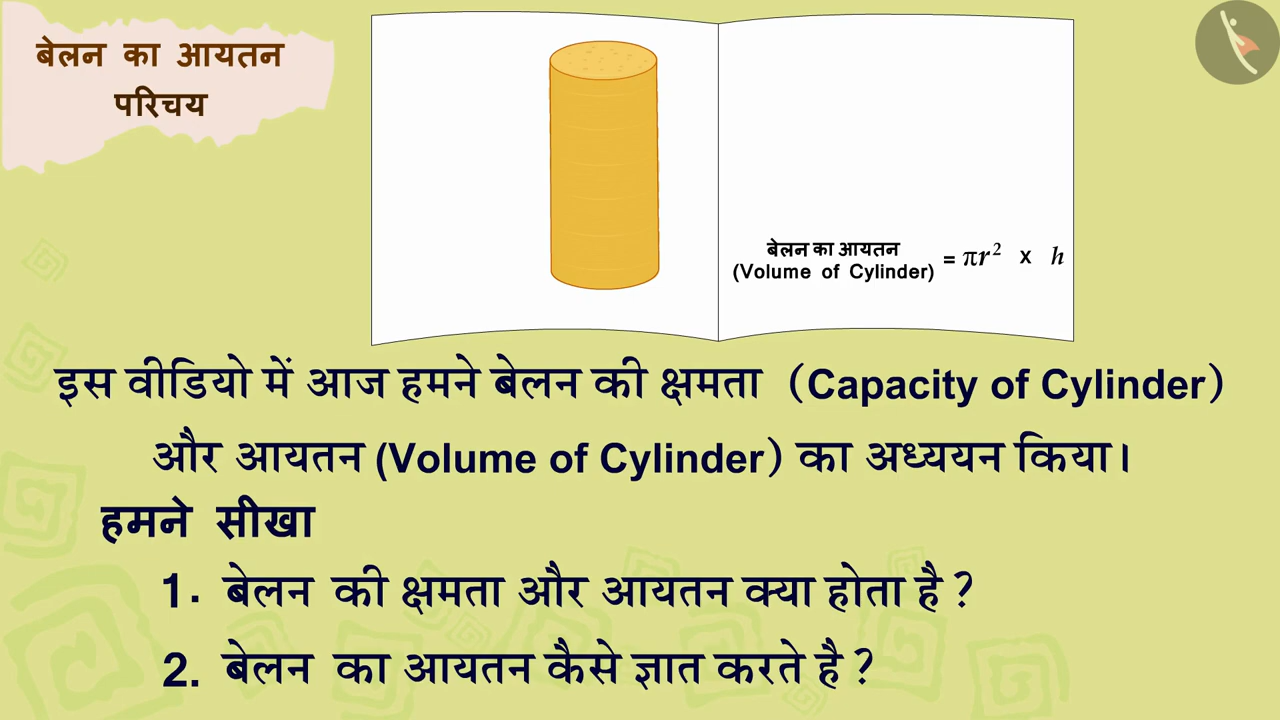 बेलन का आयतन
परिचय
बेलन का आयतन
(Volume of Cylinder) = πr² x h
इस वीडियो में आज हमने बेलन की क्षमता (Capacity of Cylinder)
और आयतन (Volume of Cylinder) का अध्ययन किया।
हमने सीखा
1. बेलन की क्षमता और आयतन क्या होता है ?
2. बेलन का आयतन कैसे ज्ञात करते है ?